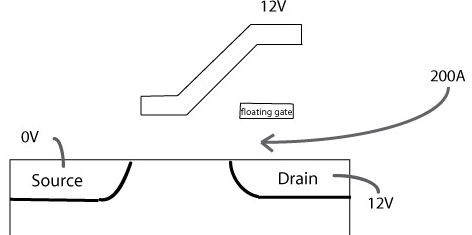 12V
200A
floating gate
0V
Source
Drain
12V